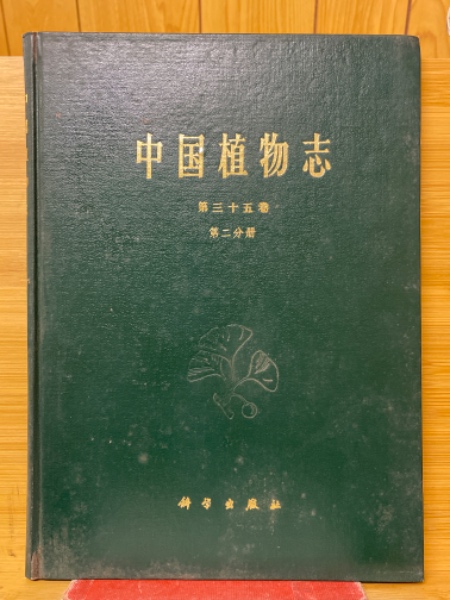 中国植物志
第三十五卷
第二分册
科学出版社